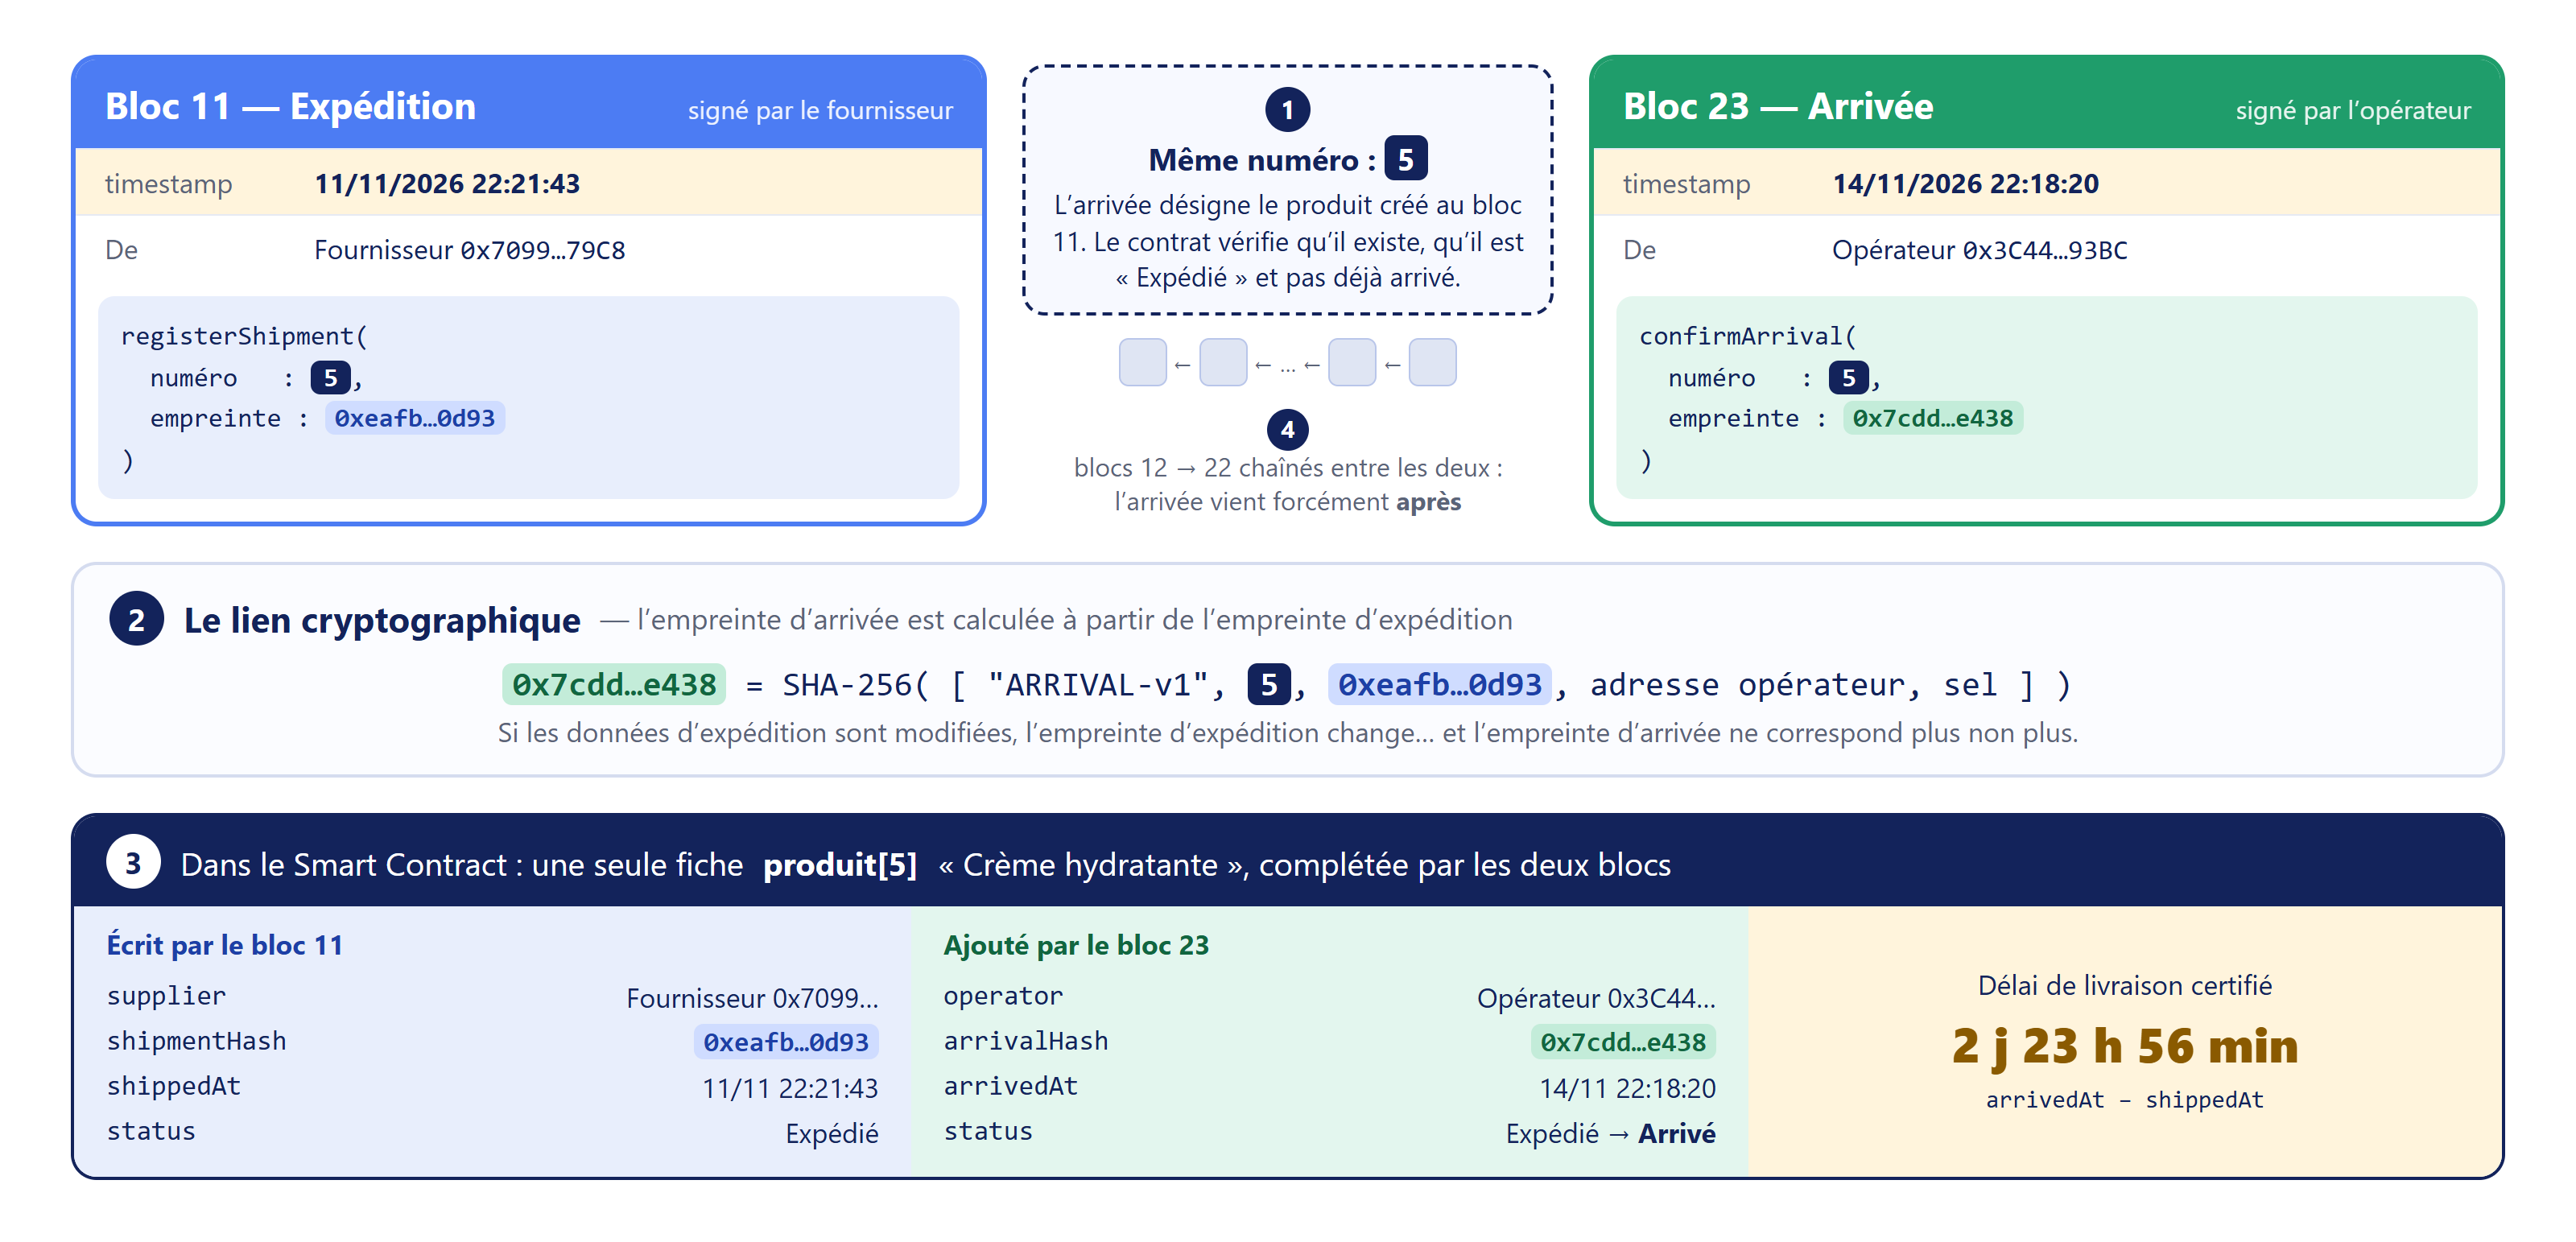 Bloc 11 — Expédition
signé par le fournisseur
timestamp 11/11/2026 22:21:43
De Fournisseur 0x7099…79C8
registerShipment(
numéro : 5,
empreinte : 0xeafb…0d93
)
1
Même numéro : 5
L’arrivée désigne le produit créé au bloc
11. Le contrat vérifie qu’il existe, qu’il est
« Expédié » et pas déjà arrivé.
← ← … ← ←
4
blocs 12 → 22 chaînés entre les deux :
l’arrivée vient forcément après
Bloc 23 — Arrivée
signé par l’opérateur
timestamp 14/11/2026 22:18:20
De Opérateur 0x3C44…93BC
confirmArrival(
numéro : 5,
empreinte : 0x7cdd…e438
)
2 Le lien cryptographique — l’empreinte d’arrivée est calculée à partir de l’empreinte d’expédition
0x7cdd…e438 = SHA-256( [ "ARRIVAL-v1", 5, 0xeafb…0d93, adresse opérateur, sel ] )
Si les données d’expédition sont modifiées, l’empreinte d’expédition change… et l’empreinte d’arrivée ne correspond plus non plus.
3 Dans le Smart Contract : une seule fiche produit[5] « Crème hydratante », complétée par les deux blocs
Écrit par le bloc 11
supplier Fournisseur 0x7099…
shipmentHash 0xeafb…0d93
shippedAt 11/11 22:21:43
status Expédié
Ajouté par le bloc 23
operator Opérateur 0x3C44…
arrivalHash 0x7cdd…e438
arrivedAt 14/11 22:18:20
status Expédié → Arrivé
Délai de livraison certifié
2 j 23 h 56 min
arrivedAt − shippedAt